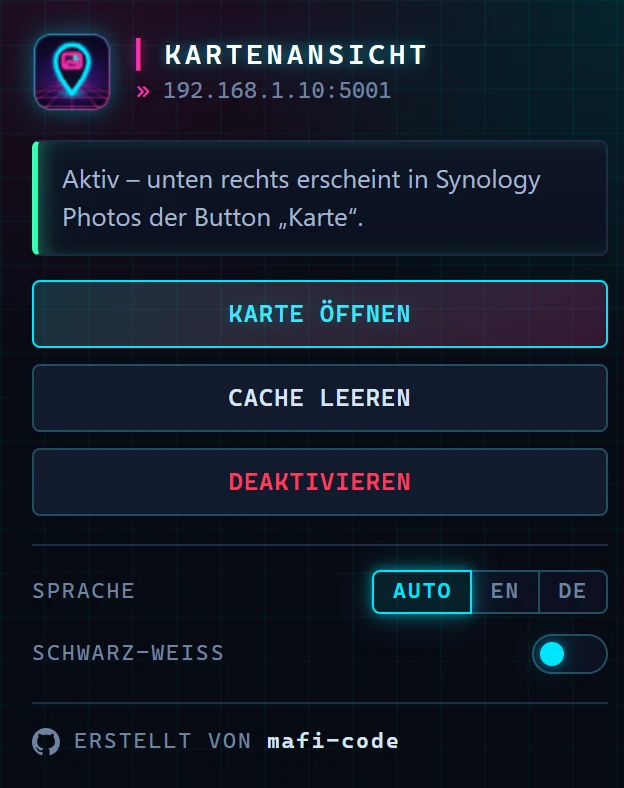 KARTENANSICHT
» 192.168.1.10:5001
Aktiv – unten rechts erscheint in Synology
Photos der Button „Karte“.
KARTE ÖFFNEN
CACHE LEEREN
DEAKTIVIEREN
SPRACHE AUTO EN DE
SCHWARZ-WEISS
ERSTELLT VON mafi-code